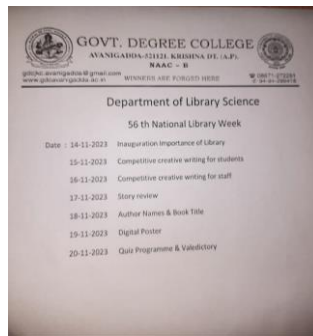 GOVT. DEGREE COLLEGE
AVANIGADDA-521121. KRISHNA DT. (A.P).
NAAC - B
WINNERS ARE FORGED HERE
Department of Library Science
56 th National Library Week
Date : 14-11-2023 Inauguration Importance of Library
15-11-2023 Competitive creative writing for students
16-11-2023 Competitive creative writing for staff
17-11-2023 Story review
18-11-2023 Author Names & Book Title
19-11-2023 Digital Poster
20-11-2023 Quiz Programme & Valedictory